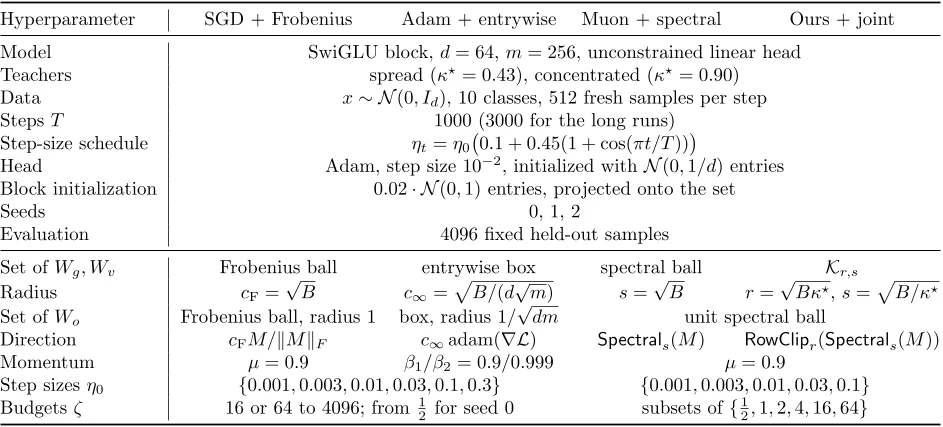 Hyperparameter SGD + Frobenius Adam + entrywise Muon + spectral Ours + joint
Model SwiGLU block, d = 64, m = 256, unconstrained linear head
Teachers spread (κ⋆ = 0.43), concentrated (κ⋆ = 0.90)
Data x ∼ 𝒩(0, I_d), 10 classes, 512 fresh samples per step
Steps T 1000 (3000 for the long runs)
Step-size schedule η_t = η_0(0.1 + 0.45(1 + cos(πt/T)))
Head Adam, step size 10^{−2}, initialized with 𝒩(0, 1/d) entries
Block initialization 0.02 · 𝒩(0, 1) entries, projected onto the set
Seeds 0, 1, 2
Evaluation 4096 fixed held-out samples
Set of W_g, W_v Frobenius ball entrywise box spectral ball 𝒦_{r,s}
Radius c_F = √B c_∞ = √(B/(d√m)) s = √B r = √(Bκ⋆), s = √(B/κ⋆)
Set of W_o Frobenius ball, radius 1 box, radius 1/√(dm) unit spectral ball
Direction c_F M/‖M‖_F c_∞ adam(∇ℒ) Spectral_s(M) RowClip_r(Spectral_s(M))
Momentum μ = 0.9 β_1/β_2 = 0.9/0.999 μ = 0.9
Step sizes η_0 {0.001, 0.003, 0.01, 0.03, 0.1, 0.3} {0.001, 0.003, 0.01, 0.03, 0.1}
Budgets ζ 16 or 64 to 4096; from 1/2 for seed 0 subsets of {1/2, 1, 2, 4, 16, 64}